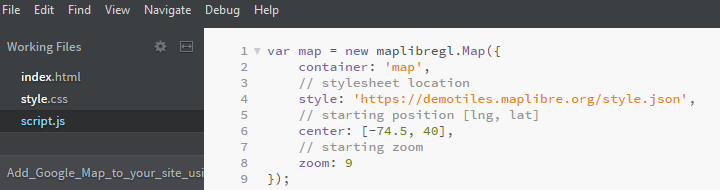 File Edit Find View Navigate Debug Help
Working Files
index.html
style.css
script.js
Add_Google_Map_to_your_site_usi
1 var map = new maplibregl.Map({
2     container: 'map',
3     // stylesheet location
4     style: 'https://demotiles.maplibre.org/style.json',
5     // starting position [lng, lat]
6     center: [-74.5, 40],
7     // starting zoom
8     zoom: 9
9 });